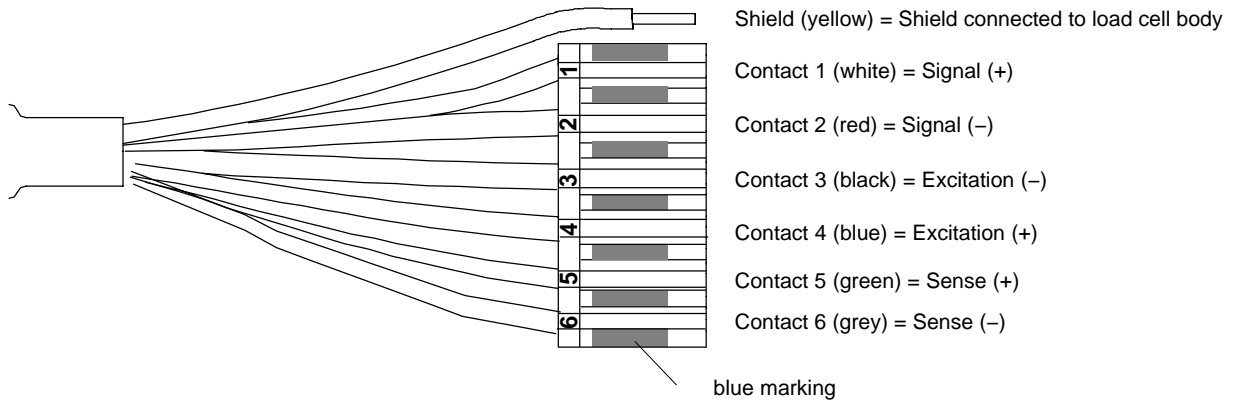 Shield (yellow) = Shield connected to load cell body
1
Contact 1 (white) = Signal (+)
2
Contact 2 (red) = Signal (−)
3
Contact 3 (black) = Excitation (−)
4
Contact 4 (blue) = Excitation (+)
5
Contact 5 (green) = Sense (+)
6
Contact 6 (grey) = Sense (−)
blue marking